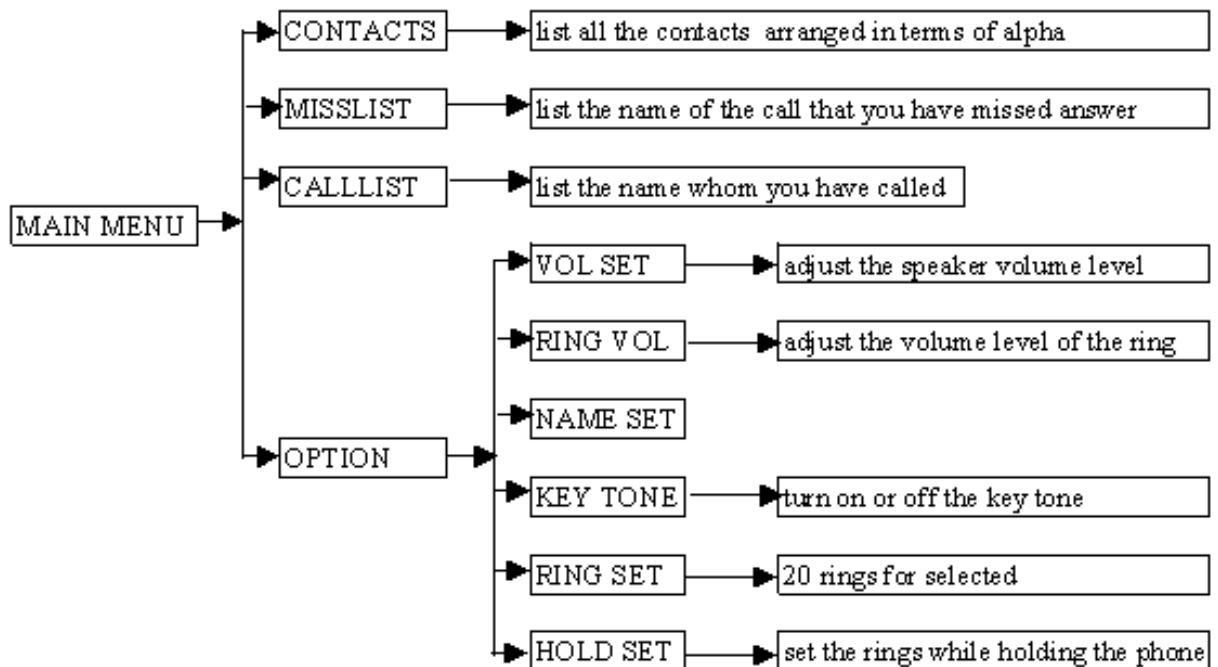 CONTACTS
list all the contacts arranged in terms of alpha
MISSLIST
list the name of the call that you have missed answer
CALLLIST
list the name whom you have called
MAIN MENU
VOL SET
adjust the speaker volume level
RING VOL
adjust the volume level of the ring
NAME SET
OPTION
KEY TONE
turn on or off the key tone
RING SET
20 rings for selected
HOLD SET
set the rings while holding the phone